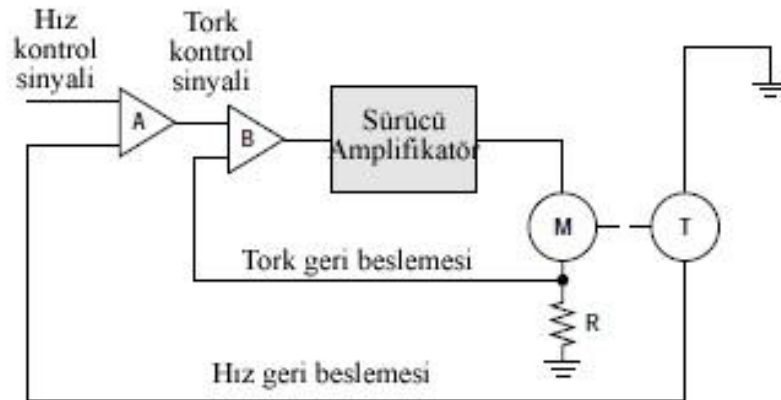 Hız
kontrol
sinyali
Tork
kontrol
sinyali
A
B
Sürücü
Amplifikatör
M
T
Tork geri beslemesi
R
Hız geri beslemesi